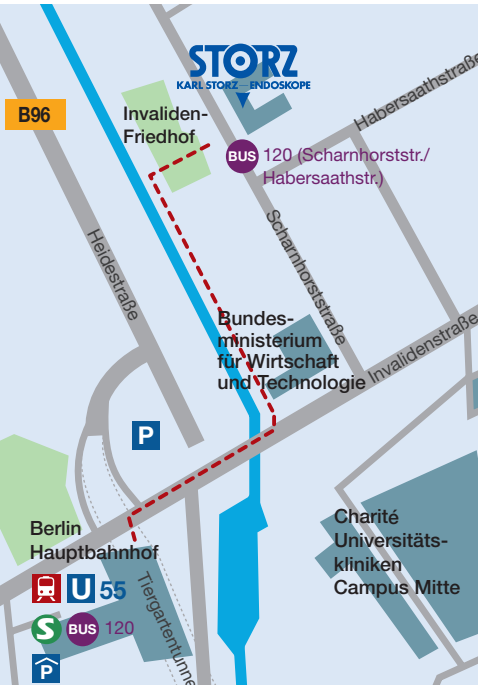 STORZ
KARL STORZ—ENDOSKOPE
Habersaathstraße
B96
Invaliden-
Friedhof
BUS 120 (Scharnhorststr./
Habersaathstr.)
Heidestraße
Scharnhorststraße
Bundes-
ministerium
für Wirtschaft
und Technologie
Invalidenstraße
P
Berlin
Hauptbahnhof
U 55
S BUS 120
P
Tiergartentunnel
Charité
Universitäts-
kliniken
Campus Mitte